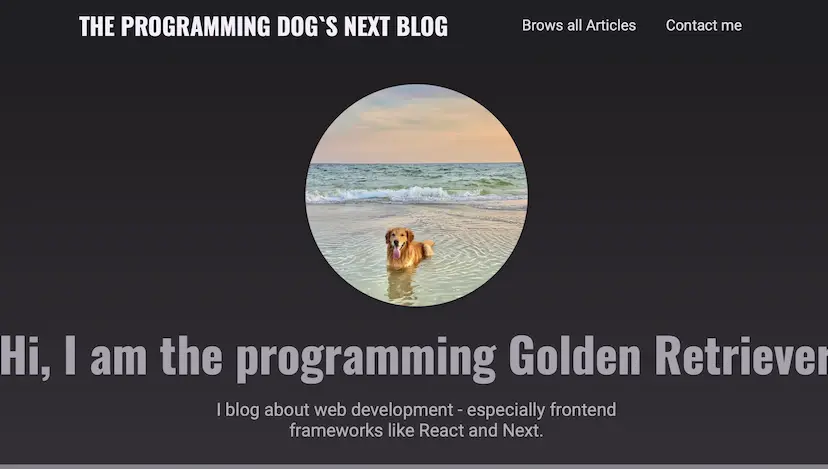 THE PROGRAMMING DOG`S NEXT BLOG
Brows all Articles
Contact me
Hi, I am the programming Golden Retriever
I blog about web development - especially frontend
frameworks like React and Next.